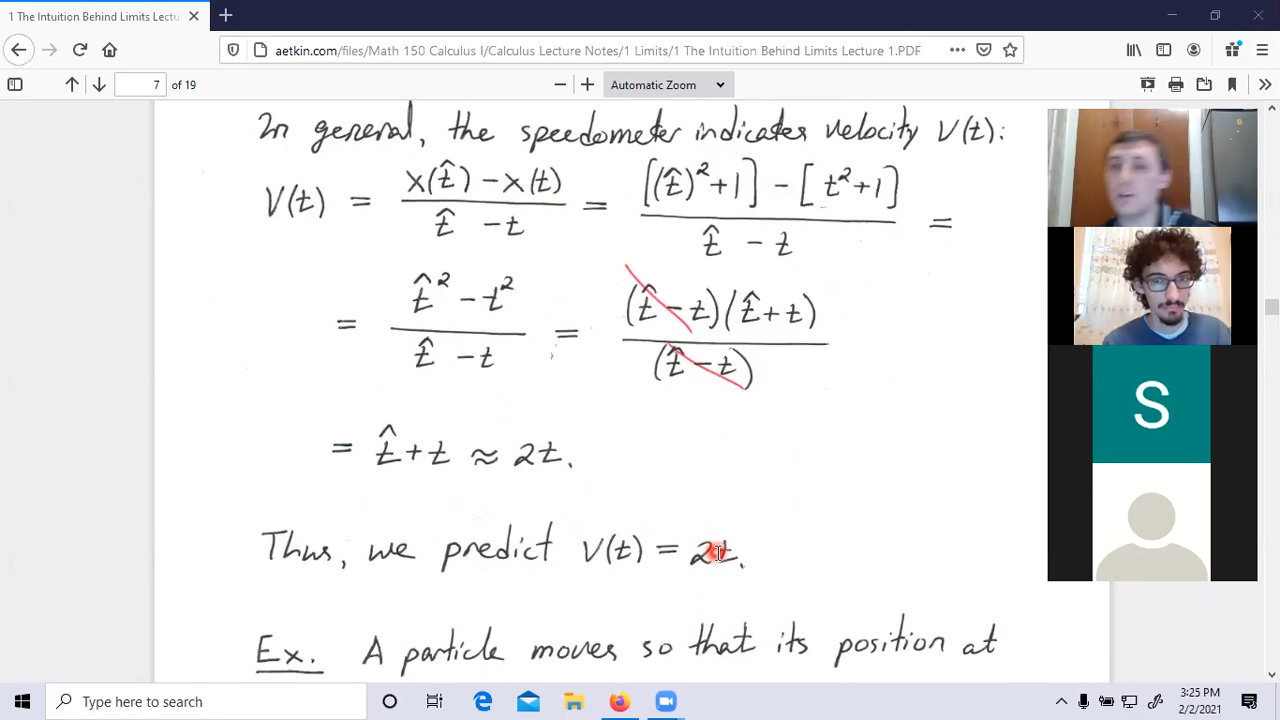 1 The Intuition Behind Limits Lectu
aetkin.com/files/Math 150 Calculus I/Calculus Lecture Notes/1 Limits/1 The Intuition Behind Limits Lecture 1.PDF
7 of 19
Automatic Zoom
In general, the speedometer indicates velocity V(t):
V(t) = x(t̂) - x(t) / t̂ - t = [(t̂)² + 1] - [t² + 1] / t̂ - t =
= t̂² - t² / t̂ - t = (t̂ - t)(t̂ + t) / (t̂ - t)
= t̂ + t ≈ 2t.
Thus, we predict V(t) = 2t.
Ex. A particle moves so that its position at
S
Type here to search
3:25 PM
2/2/2021